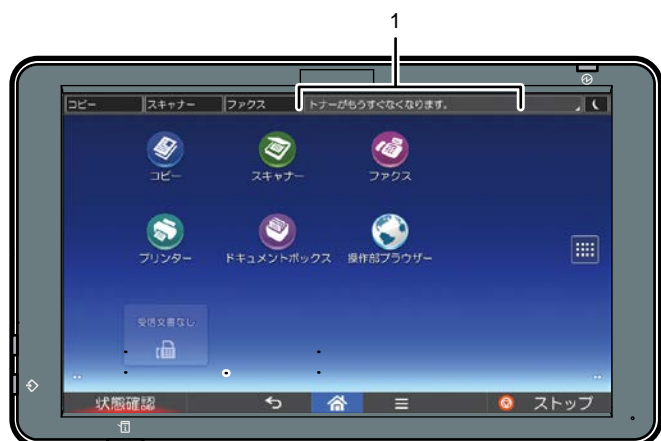 1
コピー
スキャナー
ファクス
トナーがもうすぐなくなります。
コピー
スキャナー
ファクス
プリンター
ドキュメントボックス
操作部ブラウザー
受信文書なし
状態確認
ストップ